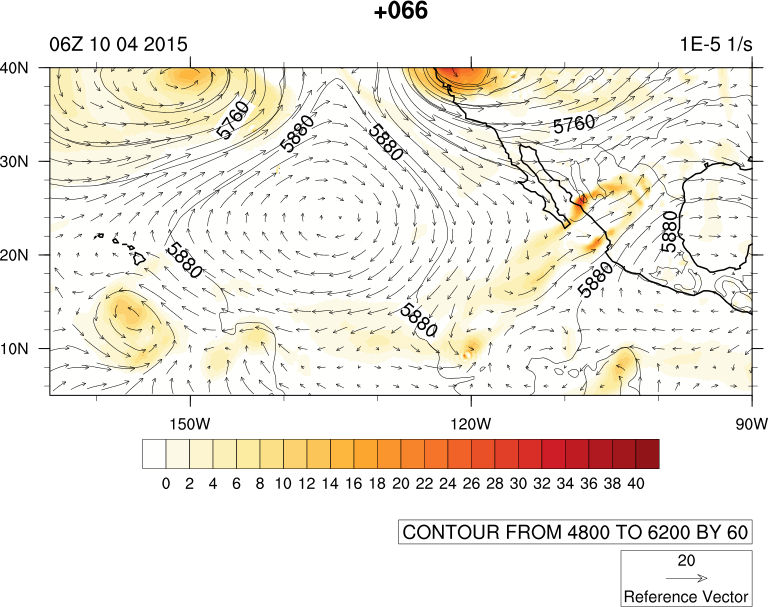 +066
06Z 10 04 2015 1E-5 1/s
40N
30N
20N
10N
5760
5880
5880
5760
5880
5880
5880
5880
150W 120W 90W
0 2 4 6 8 10 12 14 16 18 20 22 24 26 28 30 32 34 36 38 40
CONTOUR FROM 4800 TO 6200 BY 60
20
Reference Vector